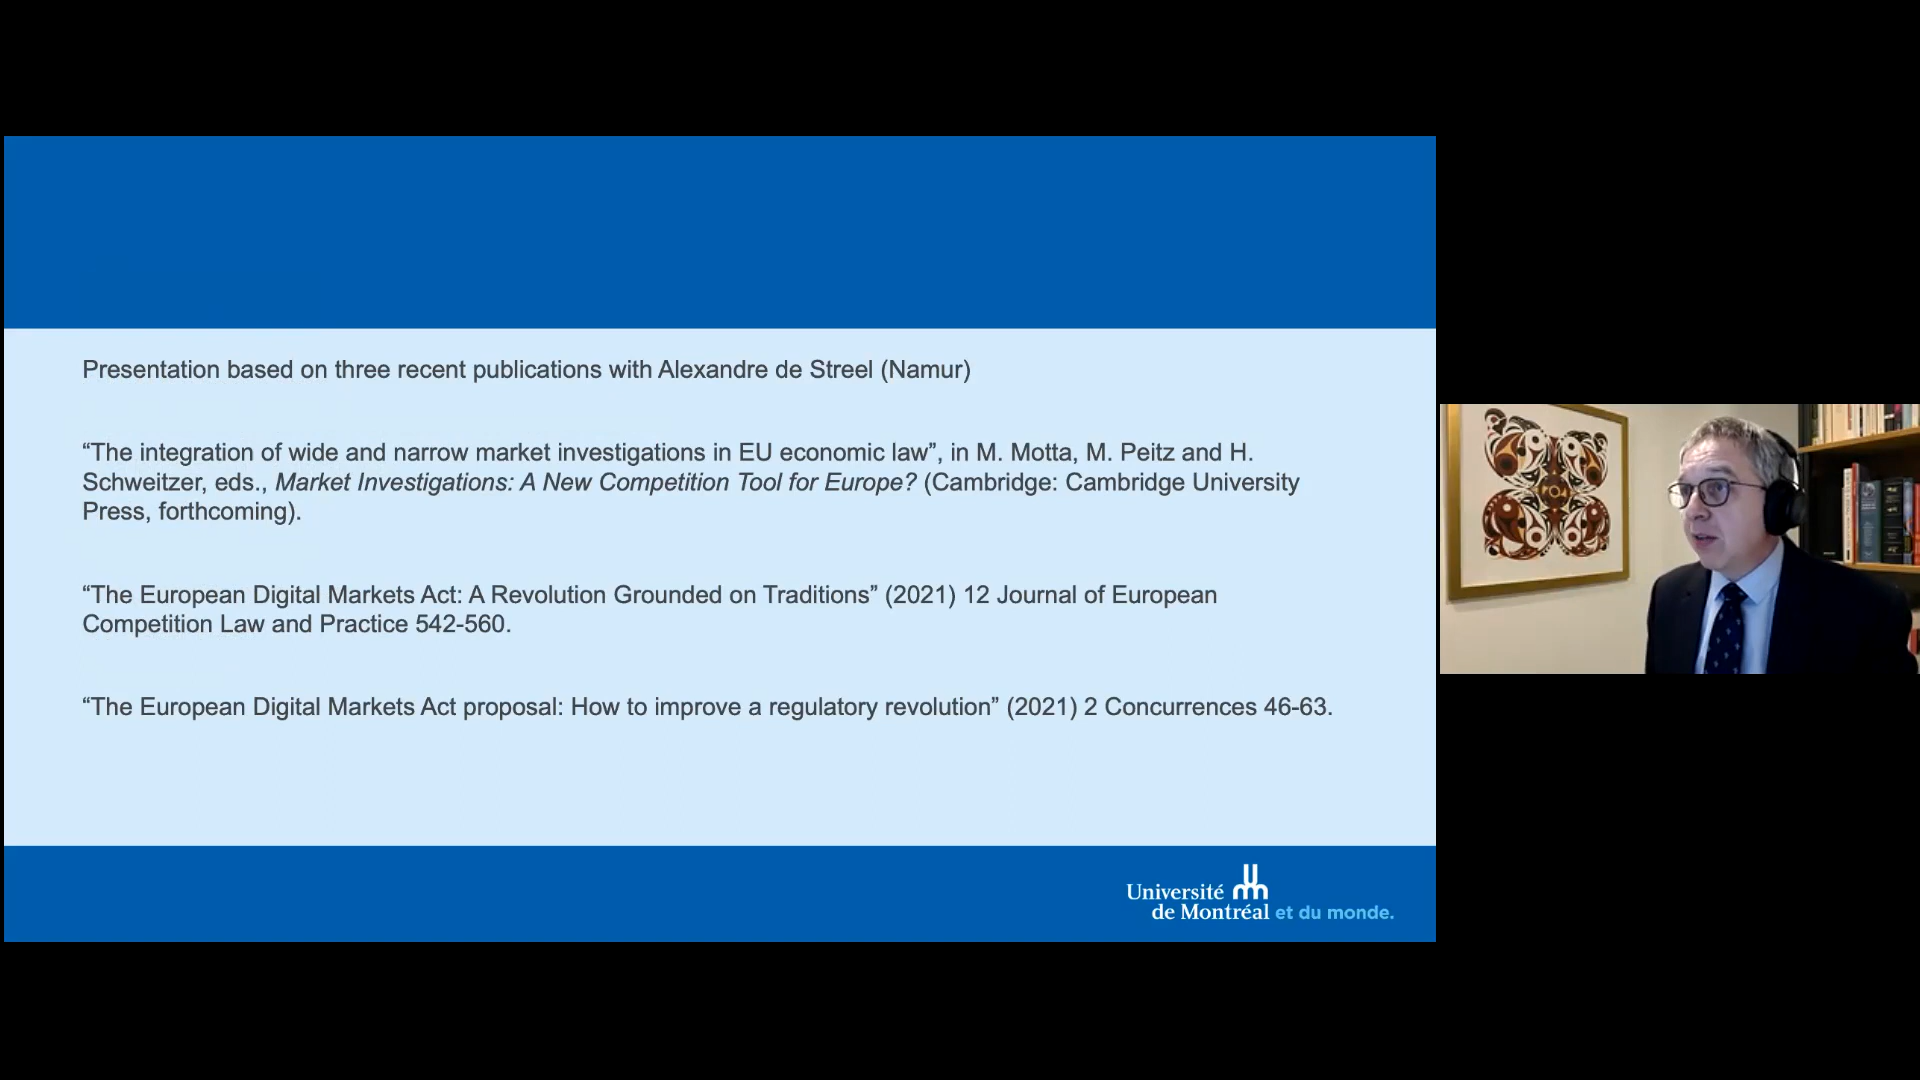 Presentation based on three recent publications with Alexandre de Streel (Namur)
“The integration of wide and narrow market investigations in EU economic law”, in M. Motta, M. Peitz and H.
Schweitzer, eds., Market Investigations: A New Competition Tool for Europe? (Cambridge: Cambridge University
Press, forthcoming).
“The European Digital Markets Act: A Revolution Grounded on Traditions” (2021) 12 Journal of European
Competition Law and Practice 542-560.
“The European Digital Markets Act proposal: How to improve a regulatory revolution” (2021) 2 Concurrences 46-63.
Université
de Montréal et du monde.